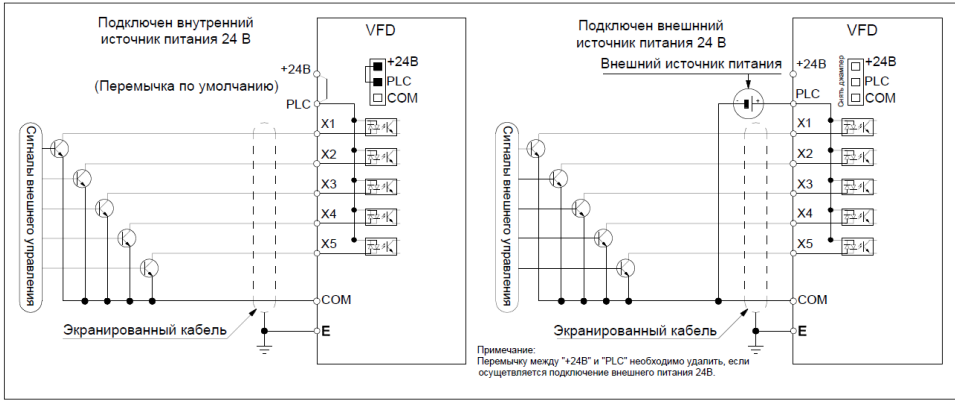 Подключен внутренний
источник питания 24 В
VFD
+24В
PLC
COM
+24В
(Перемычка по умолчанию)
PLC
X1
X2
X3
X4
X5
Сигналы внешнего управления
COM
Экранированный кабель
E
Подключен внешнний
источник питания 24 В
VFD
Внешний источник питания
+24В
PLC
COM
Снять джампер
+24В
PLC
- +
X1
X2
X3
X4
X5
Сигналы внешнего управления
COM
Экранированный кабель
E
Примечание:
Перемычку между "+24В" и "PLC" необходимо удалить, если
осущетвляется подключение внешнего питания 24В.